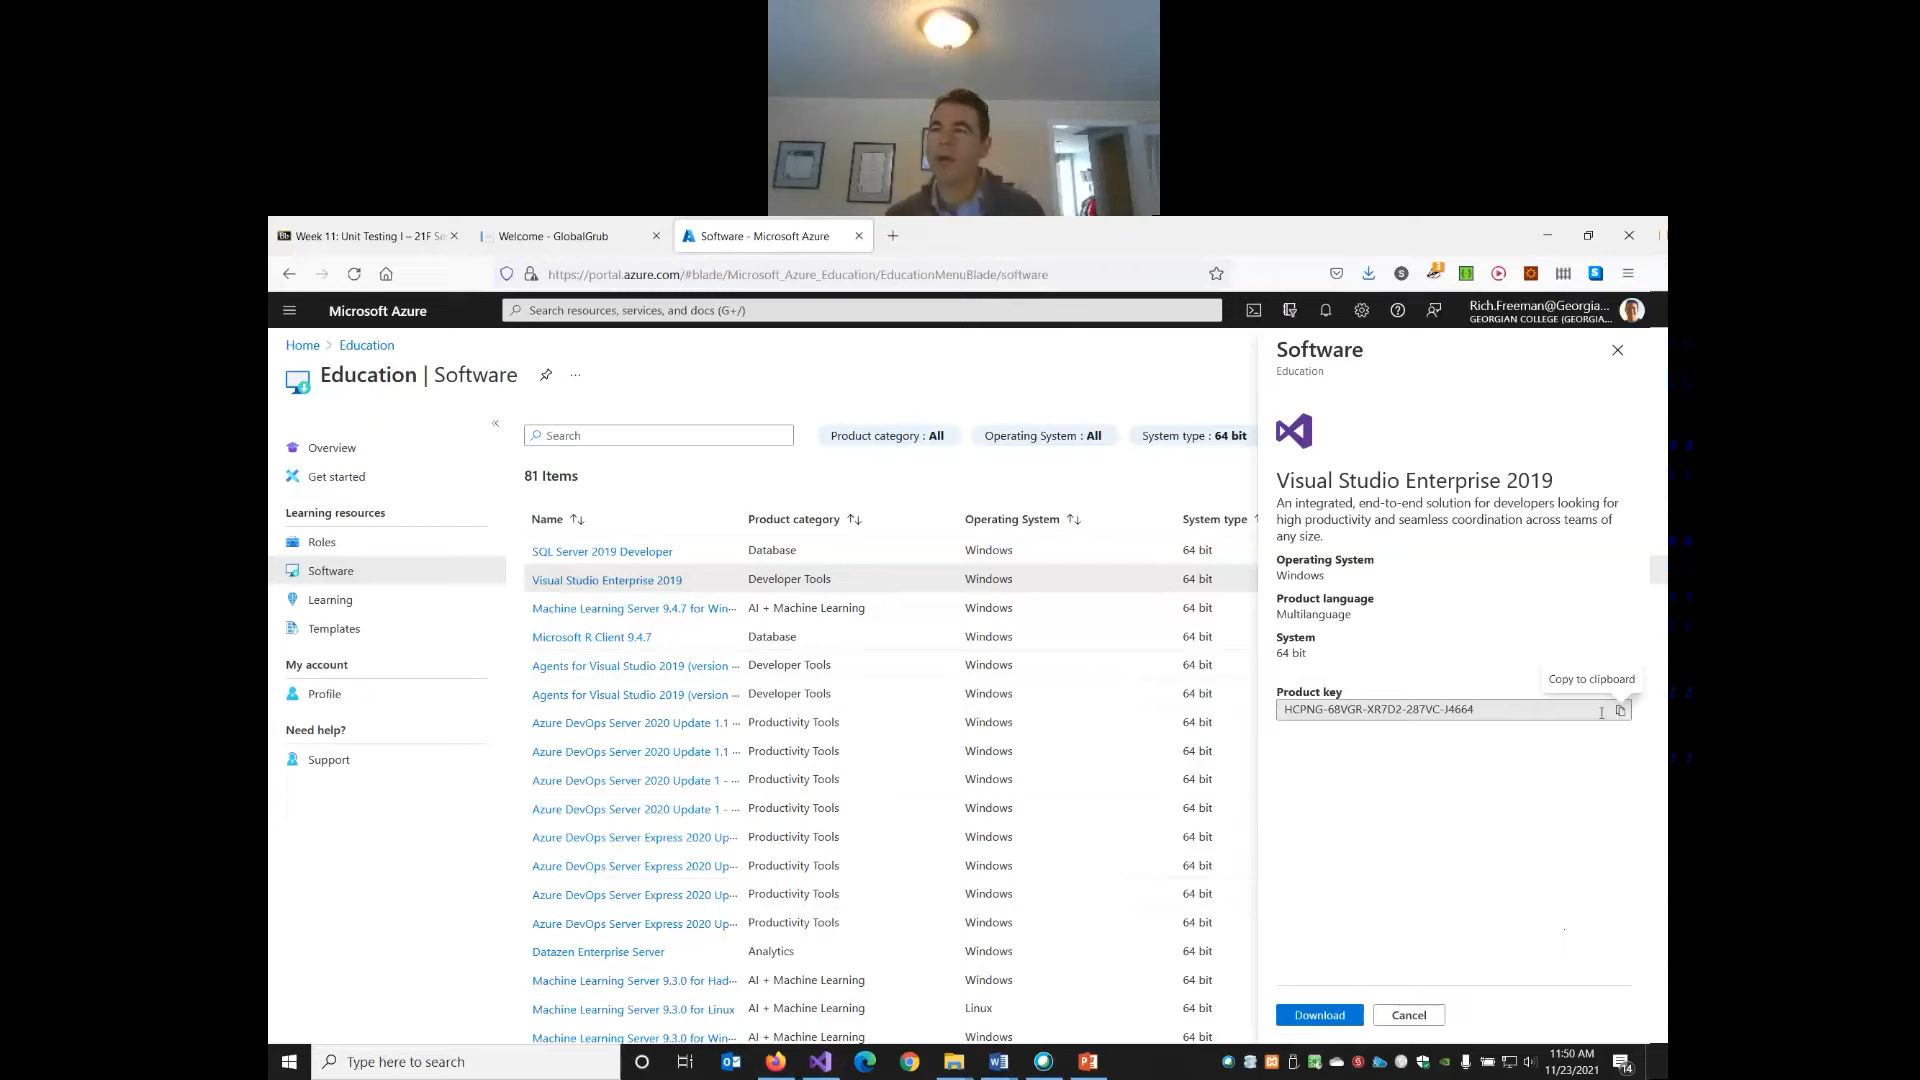 Week 11: Unit Testing I – 21F Se
Welcome - GlobalGrub
Software - Microsoft Azure
https://portal.azure.com/#blade/Microsoft_Azure_Education/EducationMenuBlade/software
Microsoft Azure
Search resources, services, and docs (G+/)
Rich.Freeman@Georgia...
GEORGIAN COLLEGE (GEORGIA...
Home > Education
Education | Software
...
«
Overview
Get started
Learning resources
Roles
Software
Learning
Templates
My account
Profile
Need help?
Support
Search
Product category : All
Operating System : All
System type : 64 bit
81 Items
Name Product category Operating System System type
SQL Server 2019 Developer Database Windows 64 bit
Visual Studio Enterprise 2019 Developer Tools Windows 64 bit
Machine Learning Server 9.4.7 for Win... AI + Machine Learning Windows 64 bit
Microsoft R Client 9.4.7 Database Windows 64 bit
Agents for Visual Studio 2019 (version ... Developer Tools Windows 64 bit
Agents for Visual Studio 2019 (version ... Developer Tools Windows 64 bit
Azure DevOps Server 2020 Update 1.1 ... Productivity Tools Windows 64 bit
Azure DevOps Server 2020 Update 1.1 ... Productivity Tools Windows 64 bit
Azure DevOps Server 2020 Update 1 - ... Productivity Tools Windows 64 bit
Azure DevOps Server 2020 Update 1 - ... Productivity Tools Windows 64 bit
Azure DevOps Server Express 2020 Up... Productivity Tools Windows 64 bit
Azure DevOps Server Express 2020 Up... Productivity Tools Windows 64 bit
Azure DevOps Server Express 2020 Up... Productivity Tools Windows 64 bit
Azure DevOps Server Express 2020 Up... Productivity Tools Windows 64 bit
Datazen Enterprise Server Analytics Windows 64 bit
Machine Learning Server 9.3.0 for Had... AI + Machine Learning Windows 64 bit
Machine Learning Server 9.3.0 for Linux AI + Machine Learning Linux 64 bit
Machine Learning Server 9.3.0 for Win... AI + Machine Learning Windows 64 bit
Software
Education
Visual Studio Enterprise 2019
An integrated, end-to-end solution for developers looking for
high productivity and seamless coordination across teams of
any size.
Operating System
Windows
Product language
Multilanguage
System
64 bit
Copy to clipboard
Product key
HCPNG-68VGR-XR7D2-287VC-J4664
Download
Cancel
Type here to search
11:50 AM
11/23/2021
14